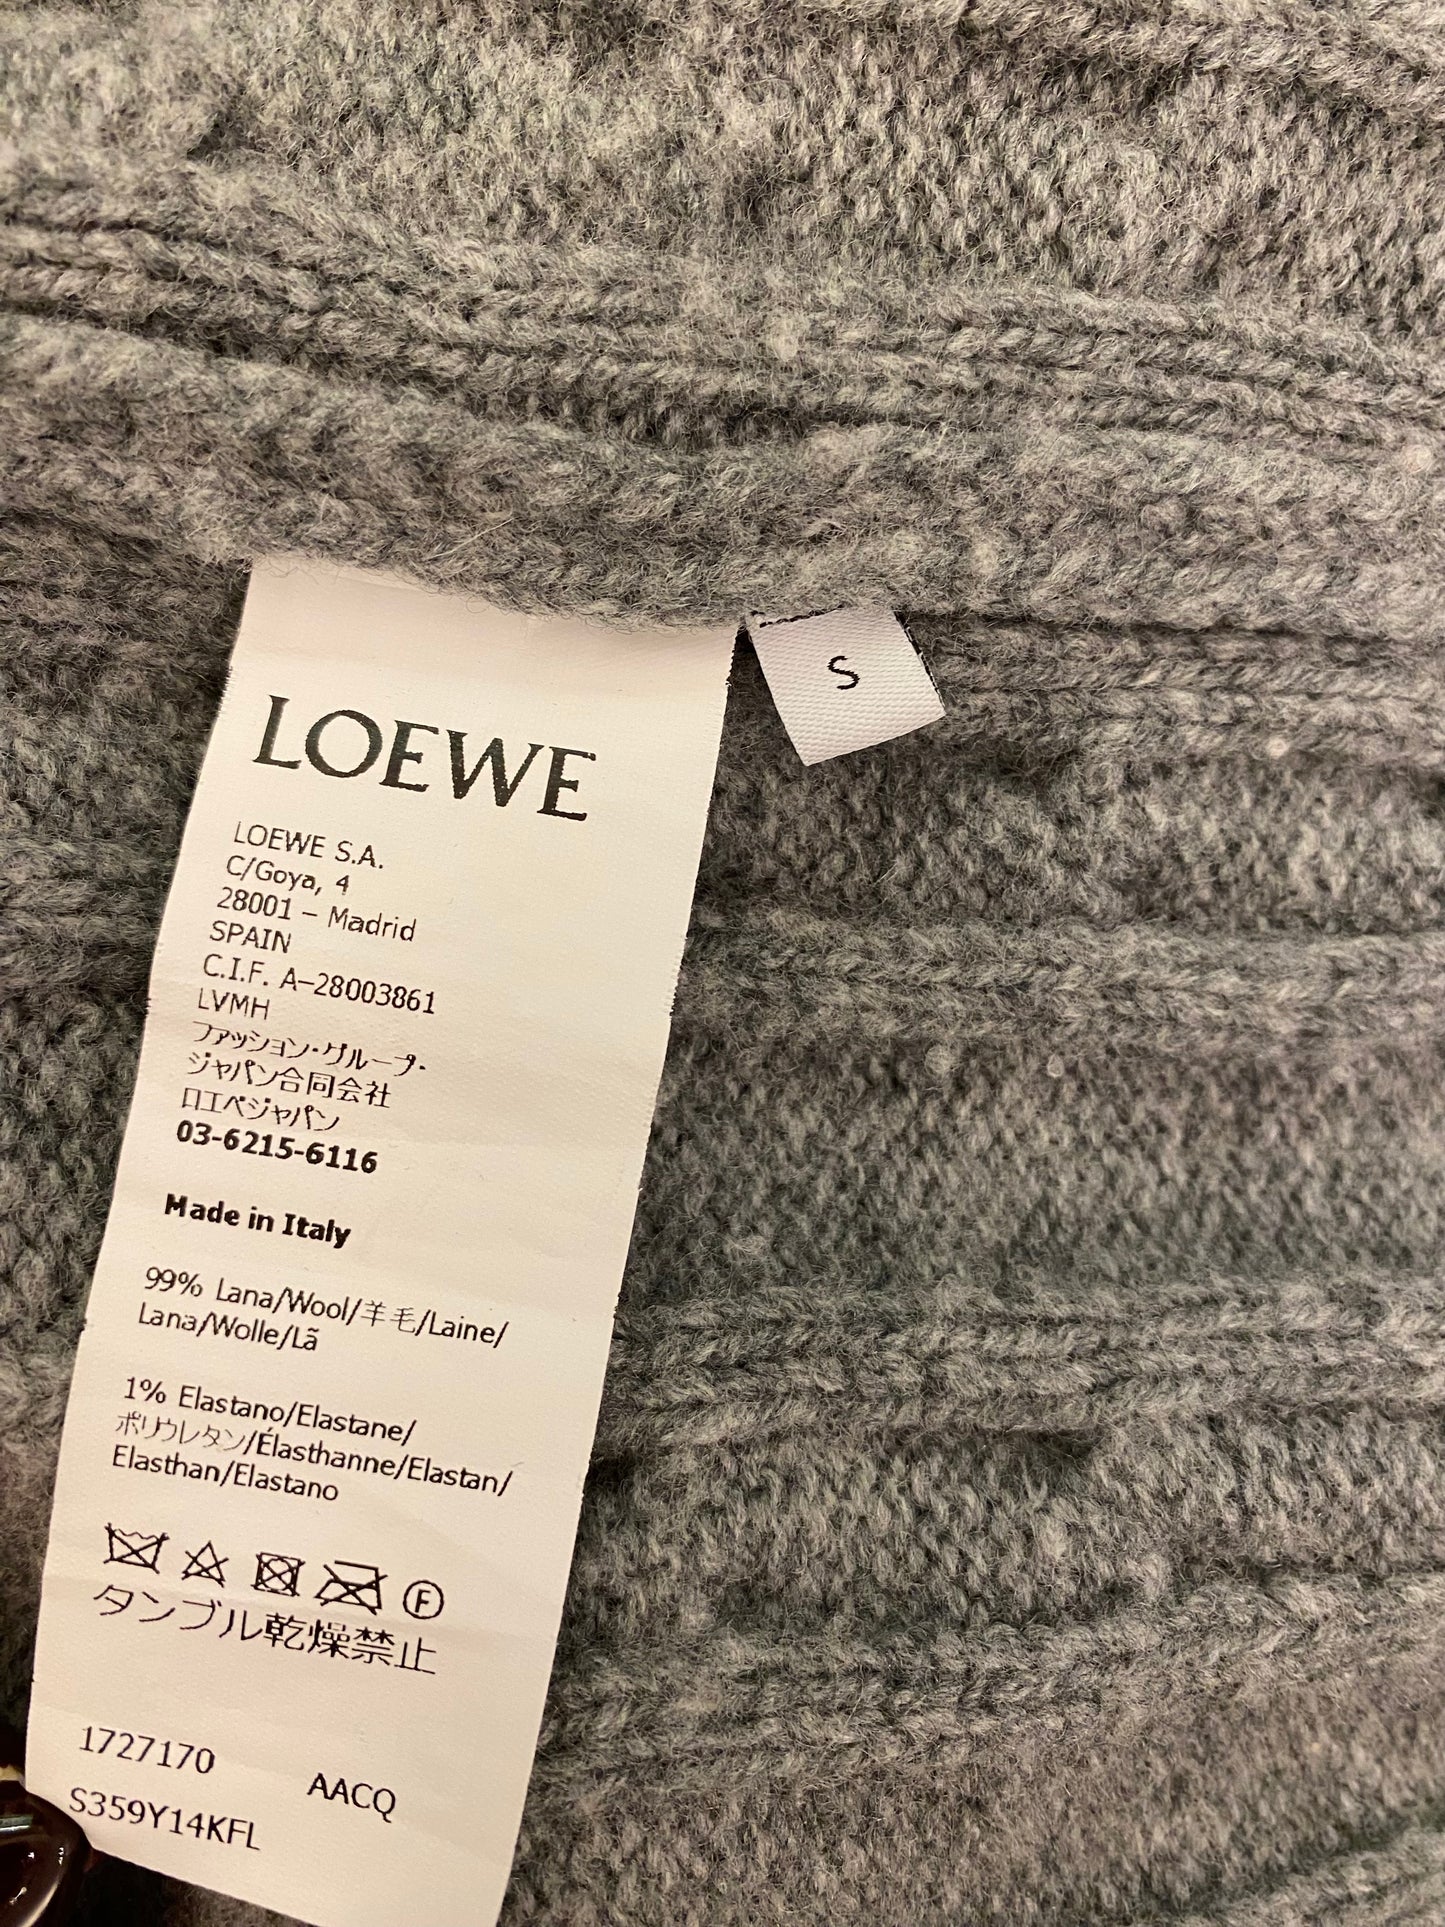 LOEWE
S
LOEWE S.A.
C/Goya, 4
28001 – Madrid
SPAIN
C.I.F. A–28003861
LVMH
ファッション・グループ・
ジャパン合同会社
ロエベジャパン
03-6215-6116
Made in Italy
99% Lana/Wool/羊毛/Laine/
Lana/Wolle/Lã
1% Elastano/Elastane/
ポリウレタン/Élasthanne/Elastan/
Elasthan/Elastano
F
タンブル乾燥禁止
1727170
AACQ
S359Y14KFL